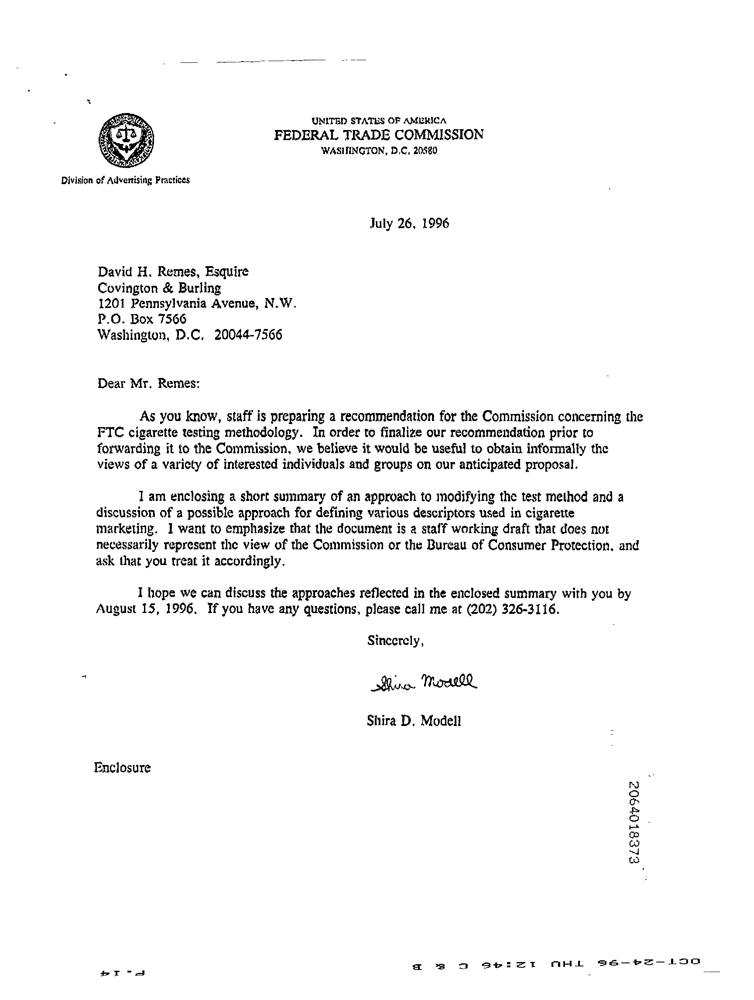 UNITED STATES OF AMERICA
FEDERAL TRADE COMMISSION
WASHINGTON, D.C. 20580
Division of Advertising Practices
July 26, 1996
David H. Remes, Esquire
Covington & Burling
1201 Pennsylvania Avenue, N.W.
P.O. Box 7566
Washington, D.C. 20044-7566
Dear Mr. Remes:
As you know, staff is preparing a recommendation for the Commission concerning the
FTC cigarette testing methodology. In order to finalize our recommendation prior to
forwarding it to the Commission, we believe it would be useful to obtain informally the
views of a variety of interested individuals and groups on our anticipated proposal.
I am enclosing a short summary of an approach to modifying the test method and a
discussion of a possible approach for defining various descriptors used in cigarette
marketing. I want to emphasize that the document is a staff working draft that does not
necessarily represent the view of the Commission or the Bureau of Consumer Protection, and
ask that you treat it accordingly.
I hope we can discuss the approaches reflected in the enclosed summary with you by
August 15, 1996. If you have any questions, please call me at (202) 326-3116.
Sincerely,
Shira Modell
Shira D. Modell
Enclosure
2064018373
OCT-24-96 THU 12:46 C & B
P.14